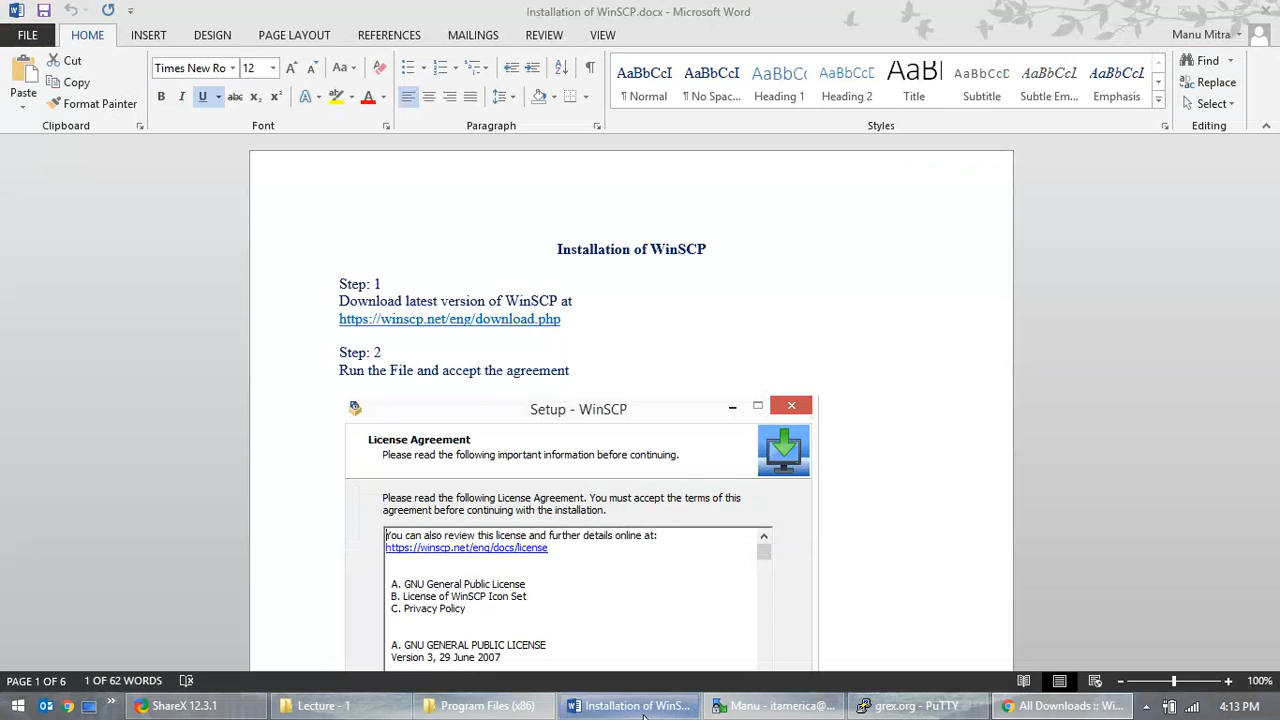 Installation of WinSCP.docx - Microsoft Word
FILE HOME INSERT DESIGN PAGE LAYOUT REFERENCES MAILINGS REVIEW VIEW Manu Mitra
Paste
Cut
Copy
Format Painter
Times New Ro 12
Aa
B I U abc x₂ x²
A A
AaBbCcI AaBbCcI AaBbC AaBbCc AaBl AaBbCcD AaBbCcI AaBbCcI
¶ Normal ¶ No Spac... Heading 1 Heading 2 Title Subtitle Subtle Em... Emphasis
Find
Replace
Select
Clipboard Font Paragraph Styles Editing
Installation of WinSCP
Step: 1
Download latest version of WinSCP at
https://winscp.net/eng/download.php
Step: 2
Run the File and accept the agreement
Setup - WinSCP
License Agreement
Please read the following important information before continuing.
Please read the following License Agreement. You must accept the terms of this
agreement before continuing with the installation.
You can also review this license and further details online at:
https://winscp.net/eng/docs/license
A. GNU General Public License
B. License of WinSCP Icon Set
C. Privacy Policy
A. GNU GENERAL PUBLIC LICENSE
Version 3, 29 June 2007
PAGE 1 OF 6 1 OF 62 WORDS 100%
ShareX 12.3.1 Lecture - 1 Program Files (x86) Installation of WinS... Manu - itamerica@... grex.org - PuTTY All Downloads :: Wi... 4:13 PM